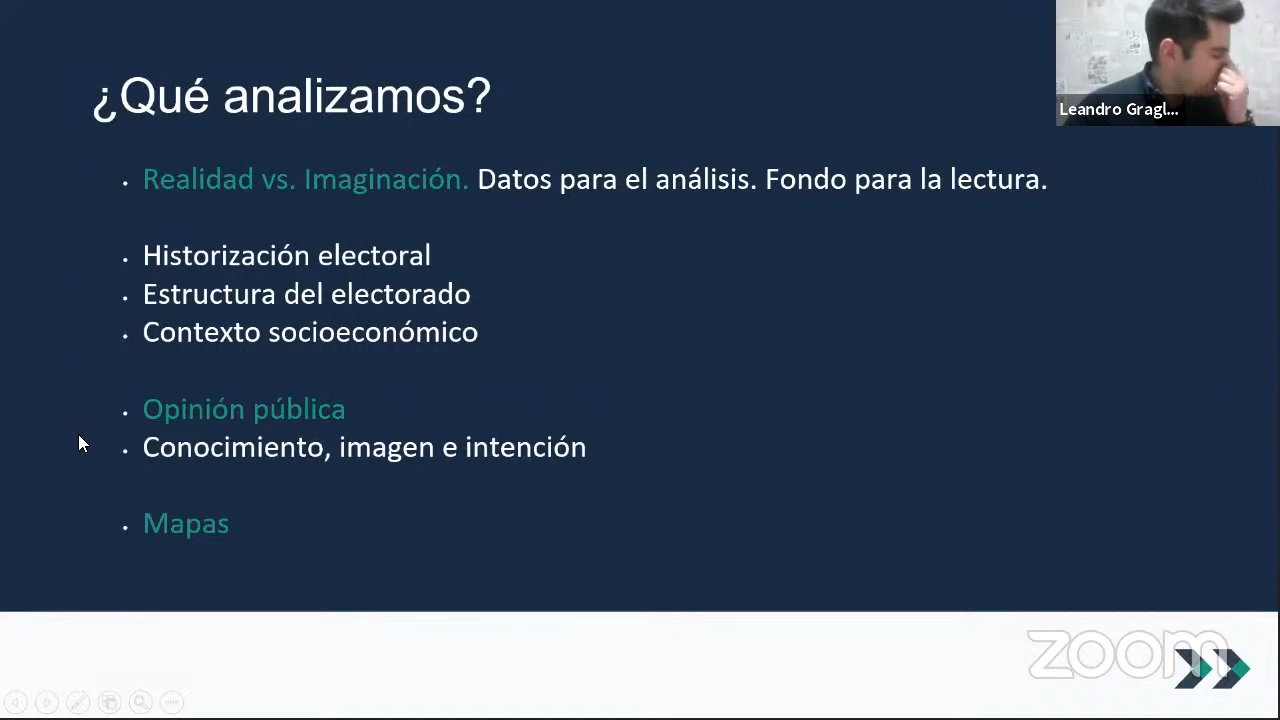 ¿Qué analizamos?
Leandro Gragl...
Realidad vs. Imaginación. Datos para el análisis. Fondo para la lectura.
Historización electoral
Estructura del electorado
Contexto socioeconómico
Opinión pública
Conocimiento, imagen e intención
Mapas
zoom